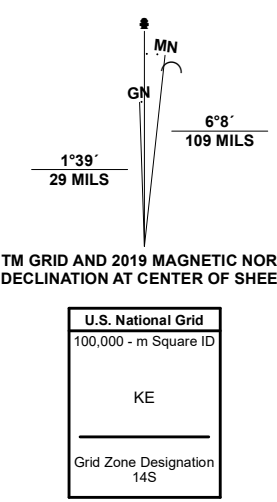 MN
GN
6°8´
109 MILS
1°39´
29 MILS
TM GRID AND 2019 MAGNETIC NOR
DECLINATION AT CENTER OF SHEE
U.S. National Grid
100,000 - m Square ID
KE
Grid Zone Designation
14S